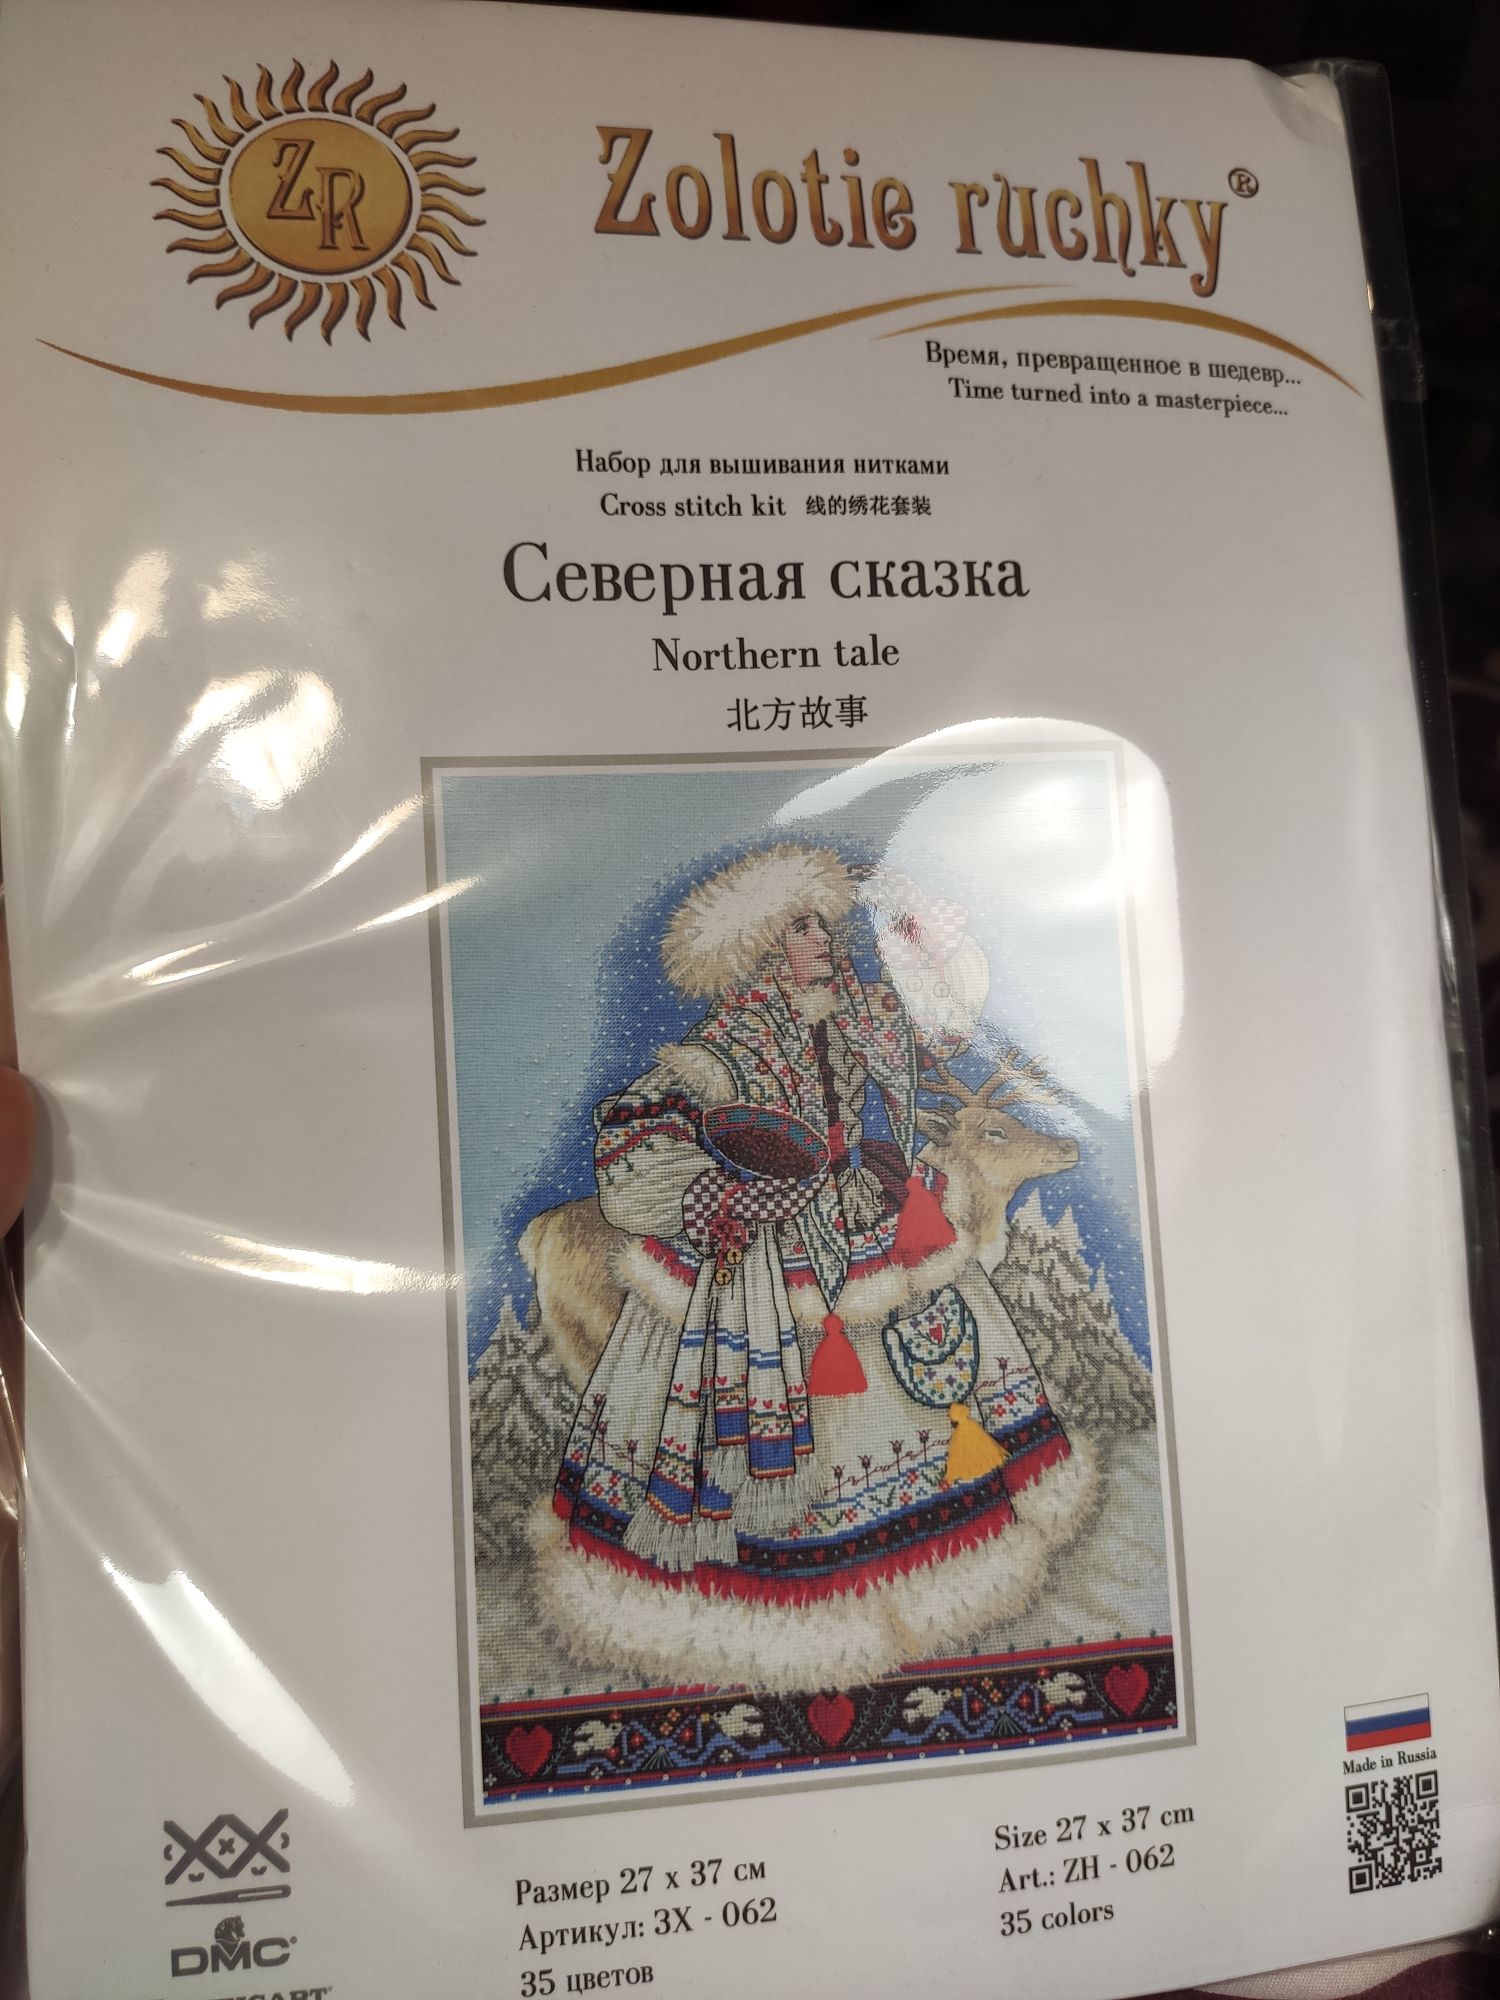 ZR
Zolotie ruchky®
Время, превращенное в шедевр...
Time turned into a masterpiece...
Набор для вышивания нитками
Cross stitch kit 线的绣花套装
Северная сказка
Northern tale
北方故事
Made in Russia
Размер 27 х 37 см
Артикул: ЗХ - 062
35 цветов
Size 27 x 37 cm
Art.: ZH - 062
35 colors
DMC